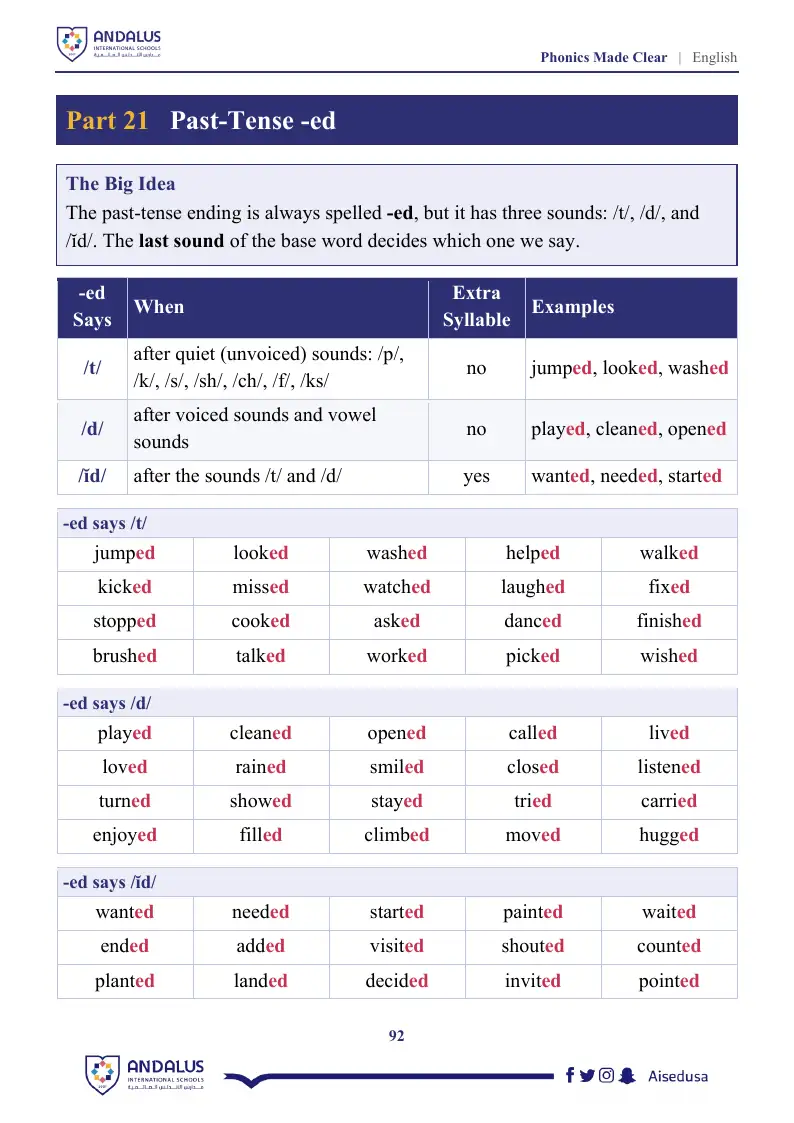 ANDALUS
INTERNATIONAL SCHOOLS
مدارس الأندلس العالمية
Phonics Made Clear | English
Part 21 Past-Tense -ed
The Big Idea
The past-tense ending is always spelled -ed, but it has three sounds: /t/, /d/, and
/ĭd/. The last sound of the base word decides which one we say.
-ed Says When Extra Syllable Examples
/t/ after quiet (unvoiced) sounds: /p/, /k/, /s/, /sh/, /ch/, /f/, /ks/ no jumped, looked, washed
/d/ after voiced sounds and vowel sounds no played, cleaned, opened
/ĭd/ after the sounds /t/ and /d/ yes wanted, needed, started
-ed says /t/
jumped looked washed helped walked
kicked missed watched laughed fixed
stopped cooked asked danced finished
brushed talked worked picked wished
-ed says /d/
played cleaned opened called lived
loved rained smiled closed listened
turned showed stayed tried carried
enjoyed filled climbed moved hugged
-ed says /ĭd/
wanted needed started painted waited
ended added visited shouted counted
planted landed decided invited pointed
92
ANDALUS
INTERNATIONAL SCHOOLS
مدارس الأندلس العالمية
Aisedusa